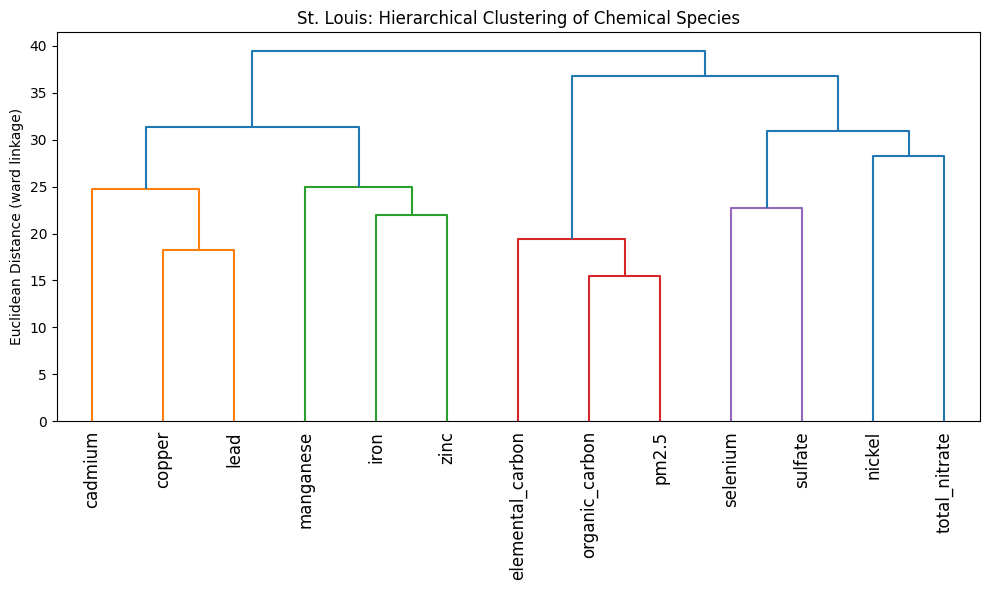 St. Louis: Hierarchical Clustering of Chemical Species
Euclidean Distance (ward linkage)
40
35
30
25
20
15
10
5
0
cadmium
copper
lead
manganese
iron
zinc
elemental_carbon
organic_carbon
pm2.5
selenium
sulfate
nickel
total_nitrate